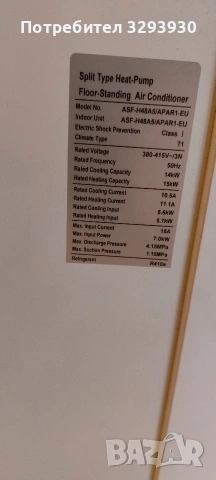 Потребител 3293930
Split Type Heat-Pump
Floor-Standing Air Conditioner
Model No. ASF-H48A5/APAR1-EU
Indoor Unit ASF-H48A5/APAR1-EU
Electric Shock Prevention Class I
Climate Type T1
Rated Voltage 380-415V~/3N
Rated Frequency 50Hz
Rated Cooling Capacity 14kW
Rated Heating Capacity 15kW
Rated Cooling Current 10.5A
Rated Heating Current 11.1A
Rated Cooling Input 5.6kW
Rated Heating Input 5.7kW
Max. Input Current 15A
Max. Input Power 7.0kW
Max. Discharge Pressure 4.15MPa
Max. Suction Pressure 1.15MPa
Refrigerant R410a
bazar